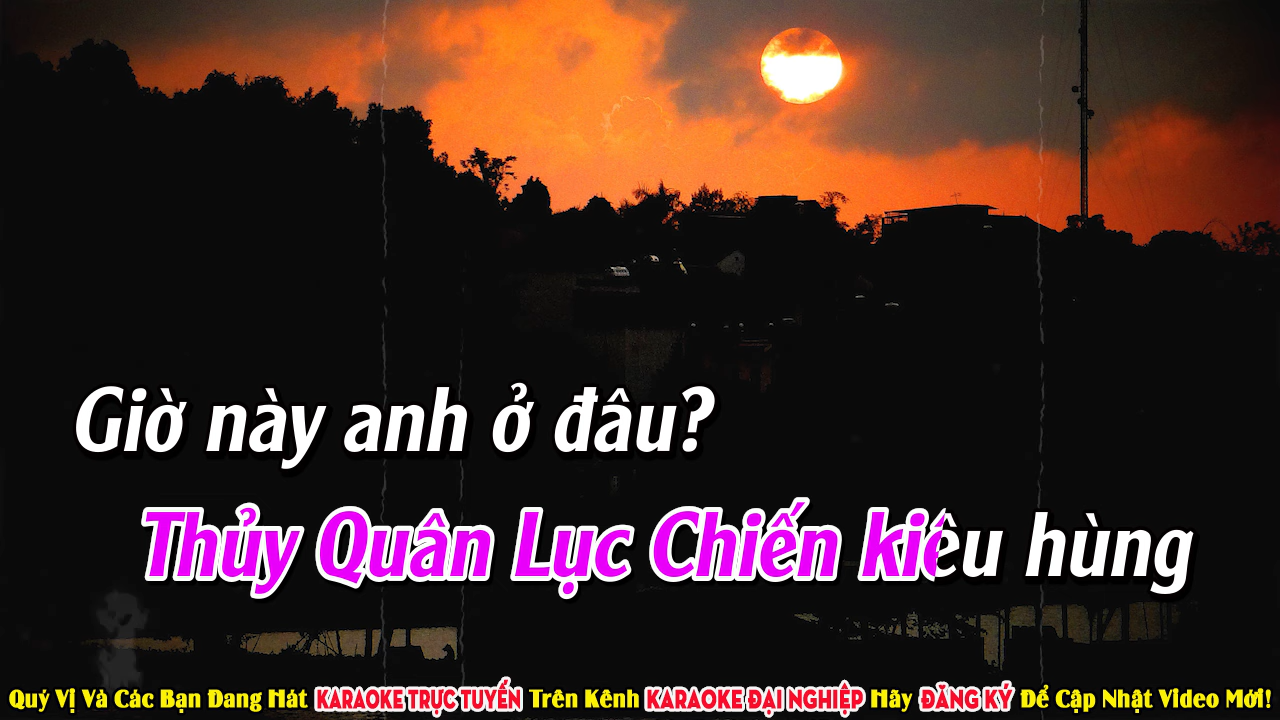 Giờ này anh ở đâu?
Thủy Quân Lục Chiến kiêu hùng
Quý Vị Và Các Bạn Đang Hát KARAOKE TRỰC TUYẾN Trên Kênh KARAOKE ĐẠI NGHIỆP Hãy ĐĂNG KÝ Để Cập Nhật Video Mới!